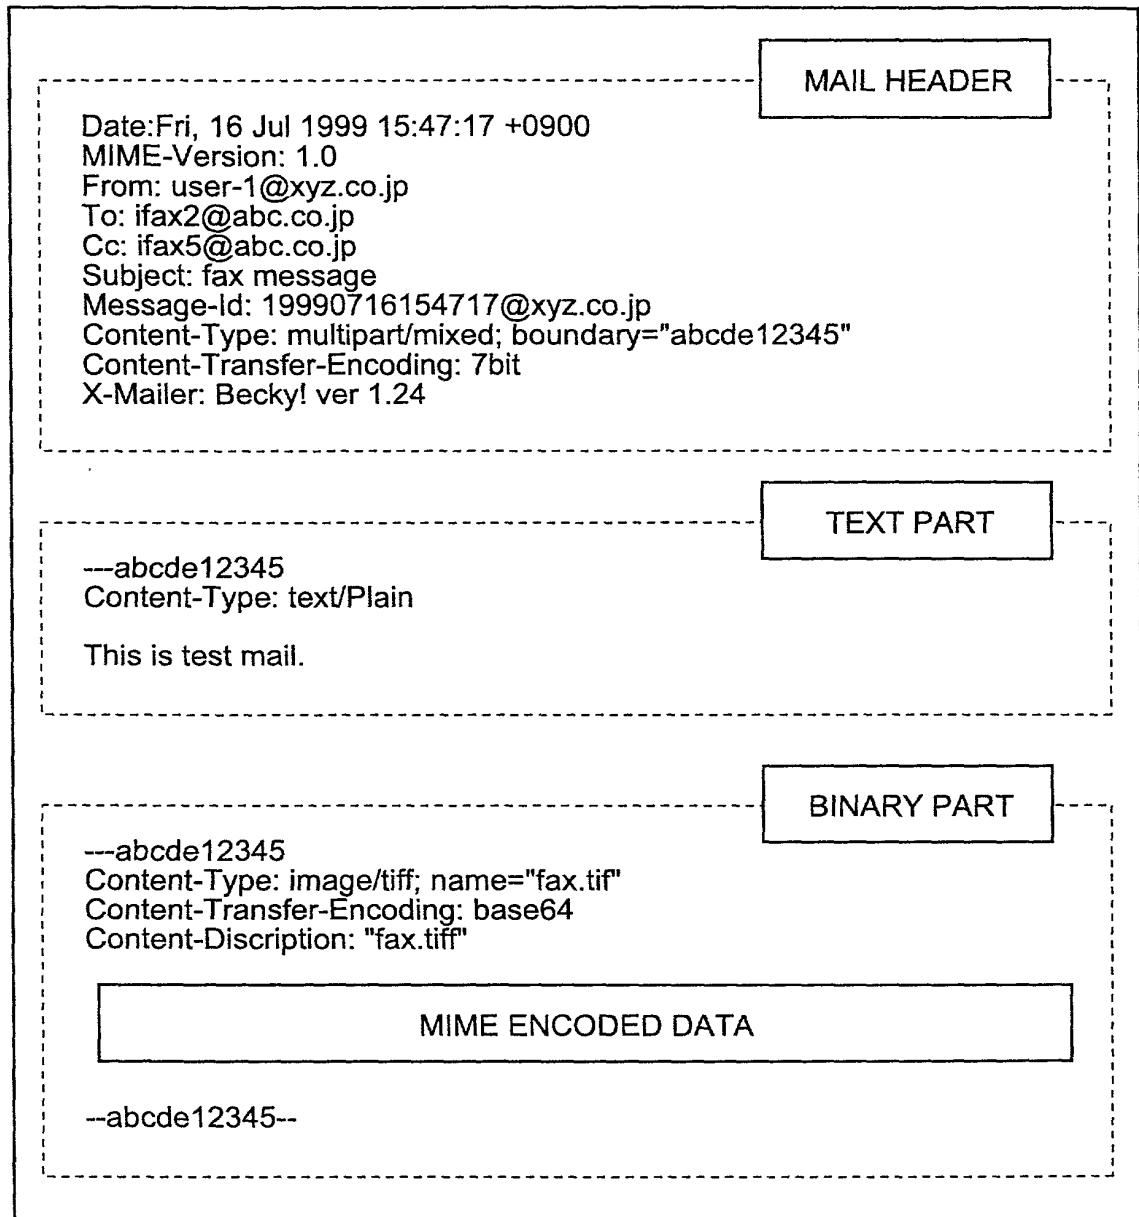 MAIL HEADER
Date:Fri, 16 Jul 1999 15:47:17 +0900
MIME-Version: 1.0
From: user-1@xyz.co.jp
To: ifax2@abc.co.jp
Cc: ifax5@abc.co.jp
Subject: fax message
Message-Id: 19990716154717@xyz.co.jp
Content-Type: multipart/mixed; boundary="abcde12345"
Content-Transfer-Encoding: 7bit
X-Mailer: Becky! ver 1.24
TEXT PART
---abcde12345
Content-Type: text/Plain
This is test mail.
BINARY PART
---abcde12345
Content-Type: image/tiff; name="fax.tif"
Content-Transfer-Encoding: base64
Content-Discription: "fax.tiff"
MIME ENCODED DATA
--abcde12345--